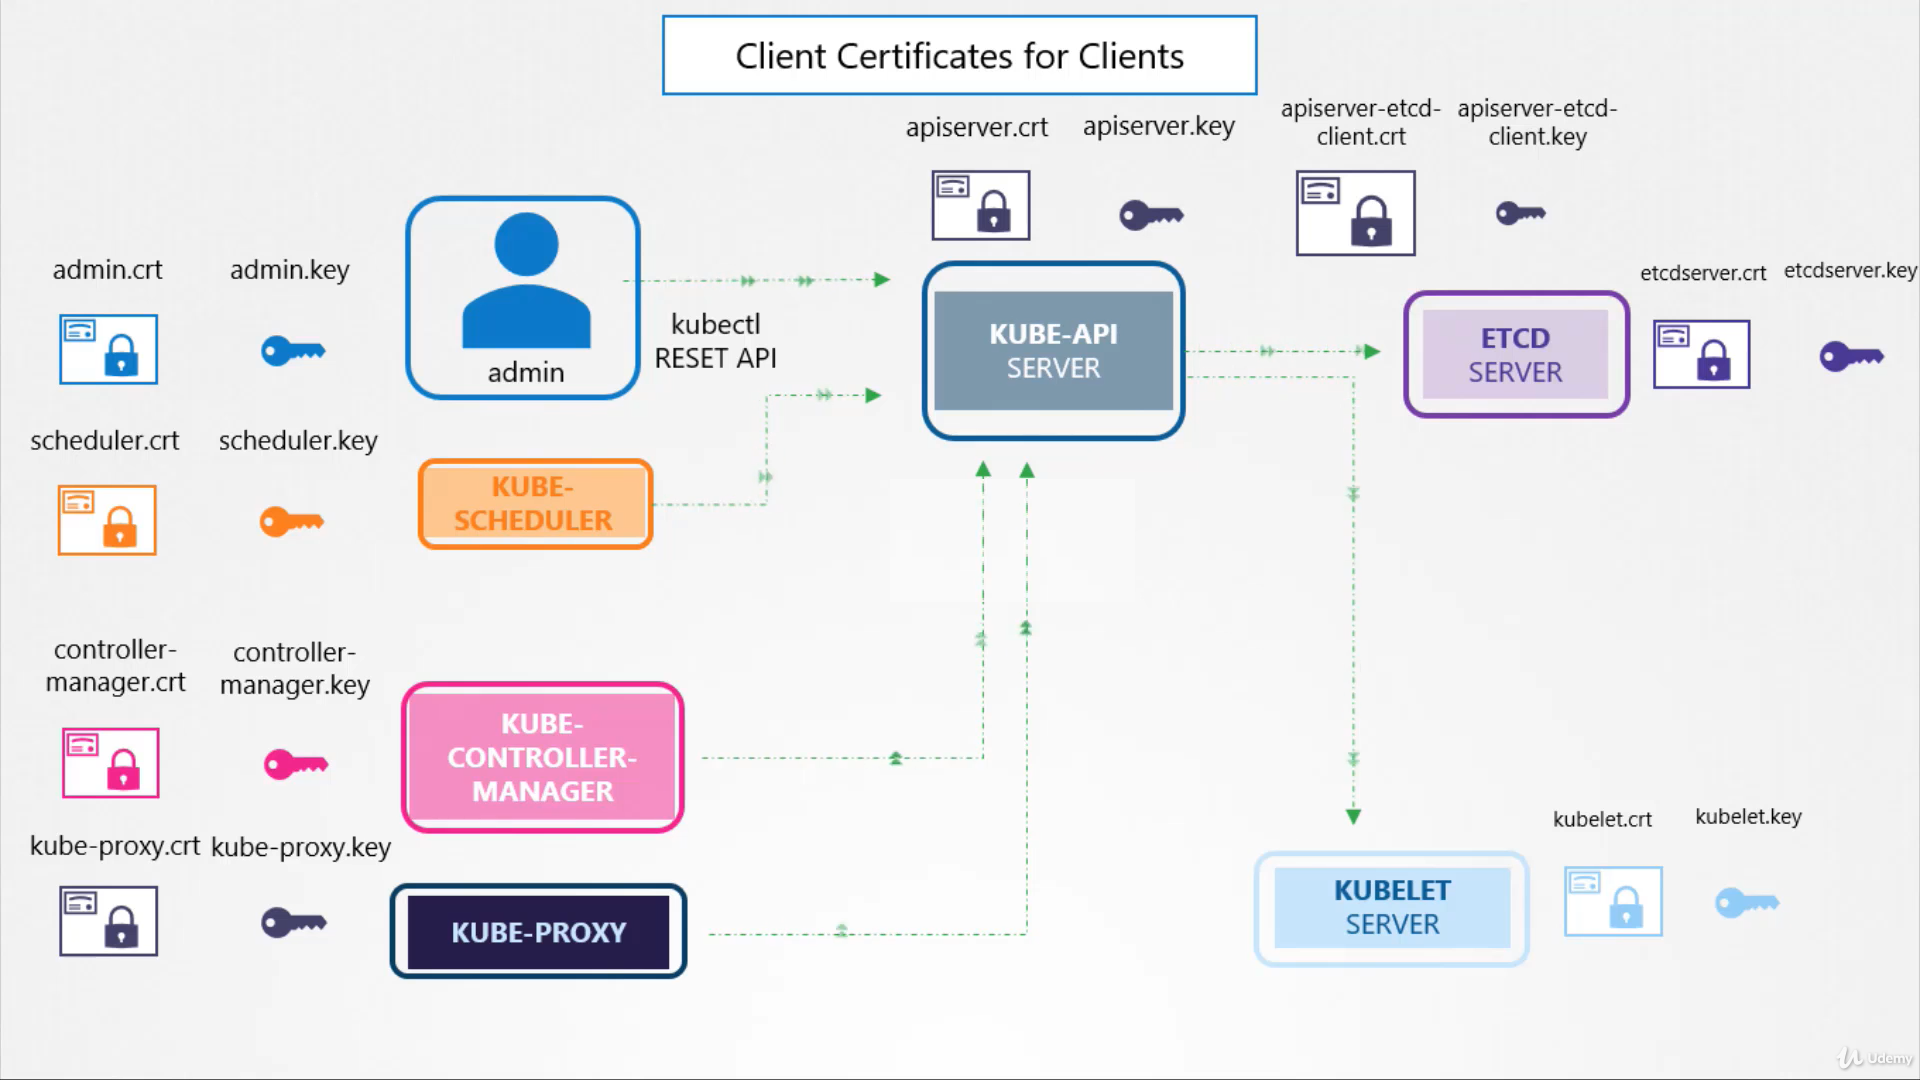 Client Certificates for Clients
apiserver.crt
apiserver.key
apiserver-etcd-
client.crt
apiserver-etcd-
client.key
admin.crt
admin.key
admin
kubectl
RESET API
KUBE-API
SERVER
ETCD
SERVER
etcdserver.crt
etcdserver.key
scheduler.crt
scheduler.key
KUBE-
SCHEDULER
controller-
manager.crt
controller-
manager.key
KUBE-
CONTROLLER-
MANAGER
kube-proxy.crt
kube-proxy.key
KUBE-PROXY
KUBELET
SERVER
kubelet.crt
kubelet.key
Udemy